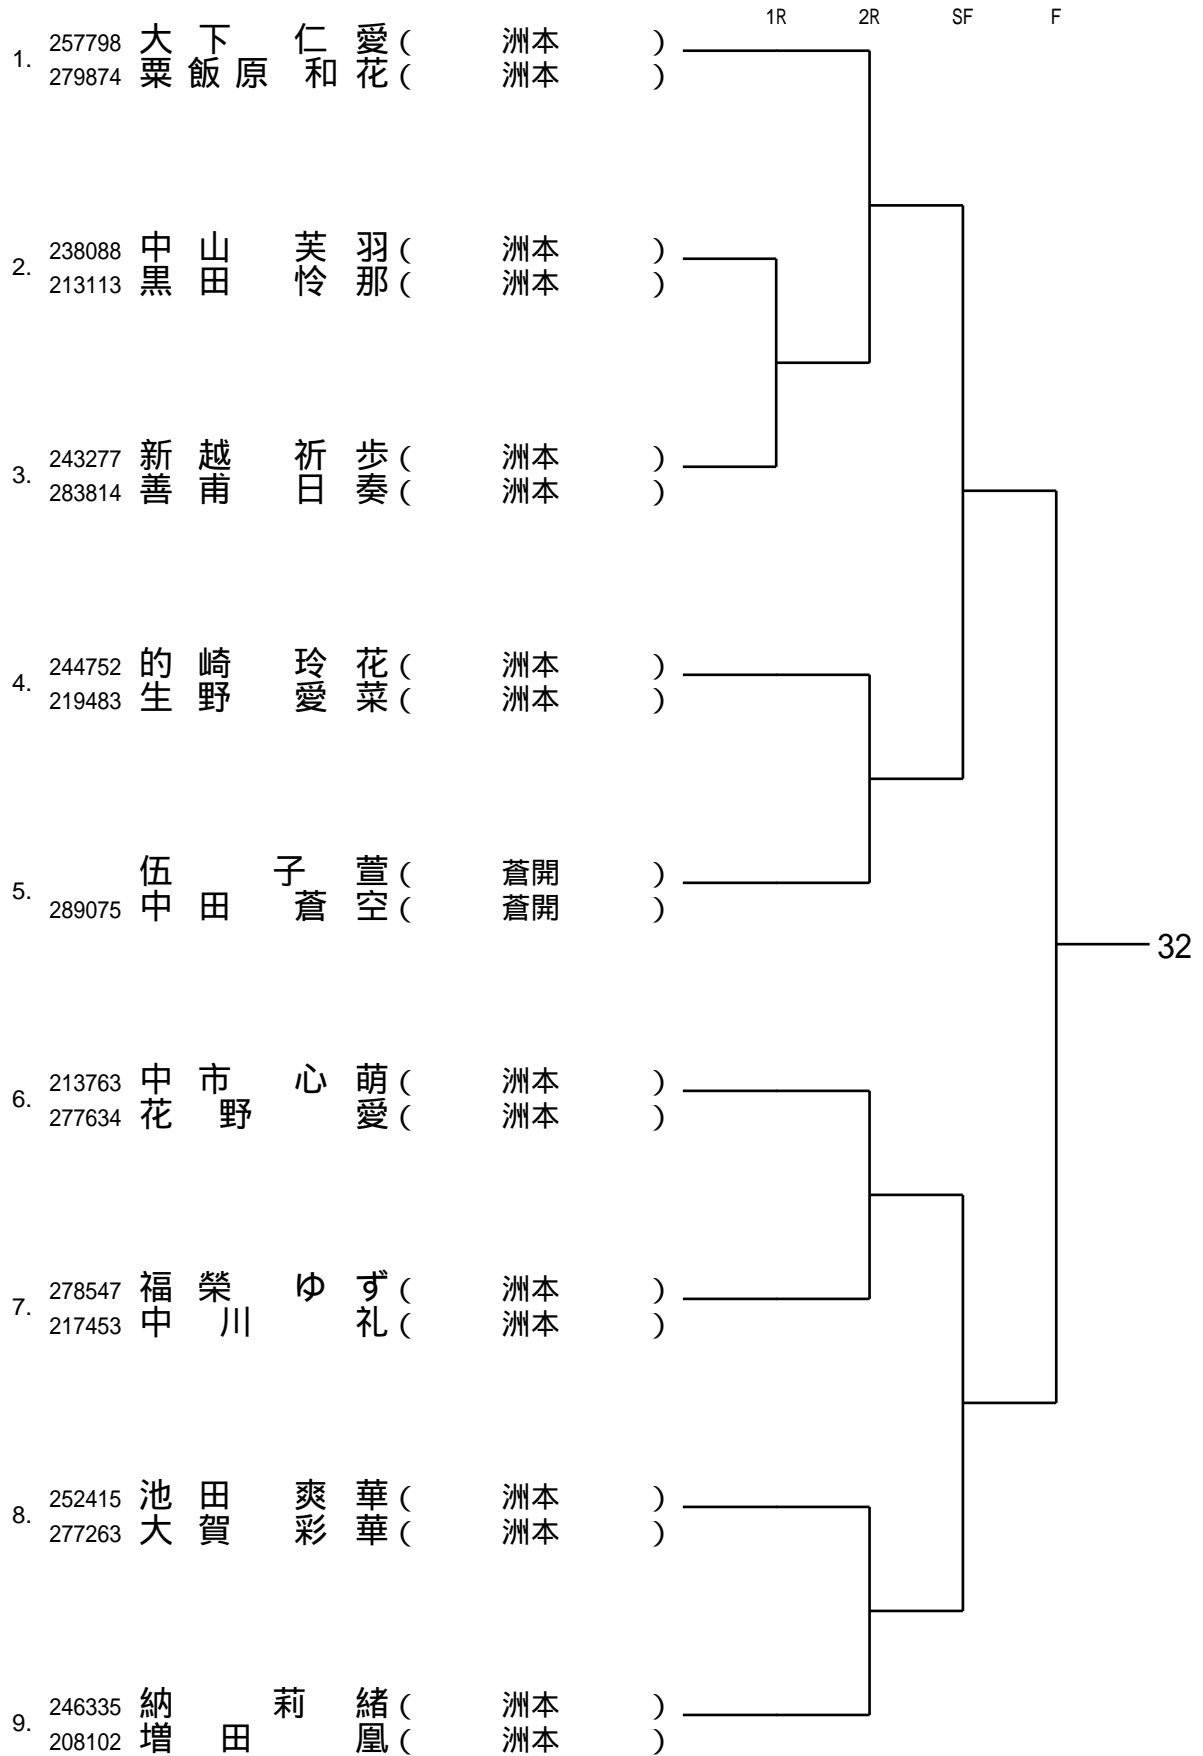 1R 2R SF F
1. 257798 大下 仁愛 ( 洲本 )
279874 粟飯原 和花 ( 洲本 )
2. 238088 中山 芙羽 ( 洲本 )
213113 黒田 怜那 ( 洲本 )
3. 243277 新越 祈歩 ( 洲本 )
283814 善甫 日奏 ( 洲本 )
4. 244752 的崎 玲花 ( 洲本 )
219483 生野 愛菜 ( 洲本 )
5. 伍 子萱 ( 蒼開 )
289075 中田 蒼空 ( 蒼開 )
32
6. 213763 中市 心萌 ( 洲本 )
277634 花野 愛 ( 洲本 )
7. 278547 福榮 ゆず ( 洲本 )
217453 中川 礼 ( 洲本 )
8. 252415 池田 爽華 ( 洲本 )
277263 大賀 彩華 ( 洲本 )
9. 246335 納 莉緒 ( 洲本 )
208102 増田 凰 ( 洲本 )